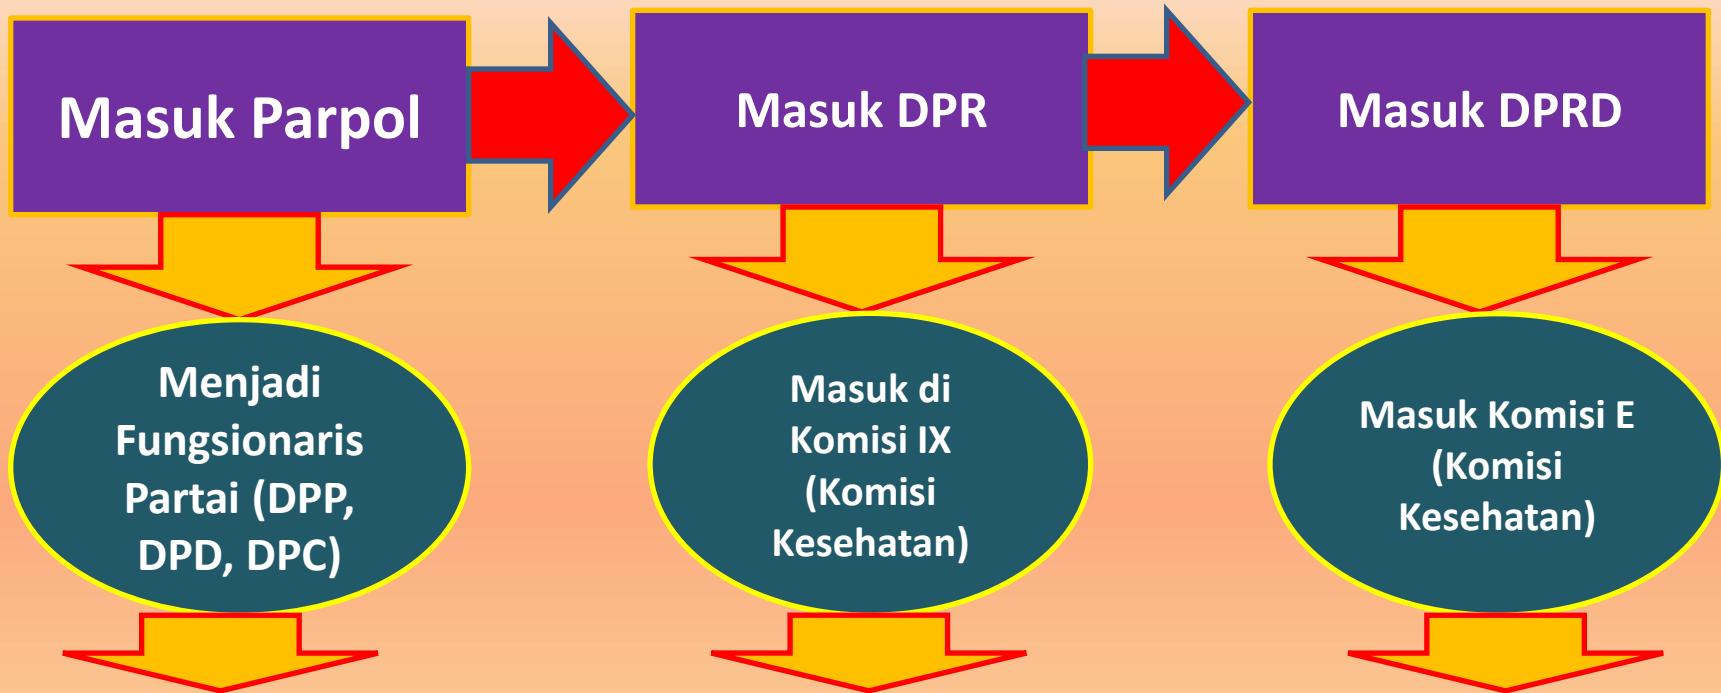 Masuk Parpol
Masuk DPR
Masuk DPRD
Menjadi
Fungsionaris
Partai (DPP,
DPD, DPC)
Masuk di
Komisi IX
(Komisi
Kesehatan)
Masuk Komisi E
(Komisi
Kesehatan)